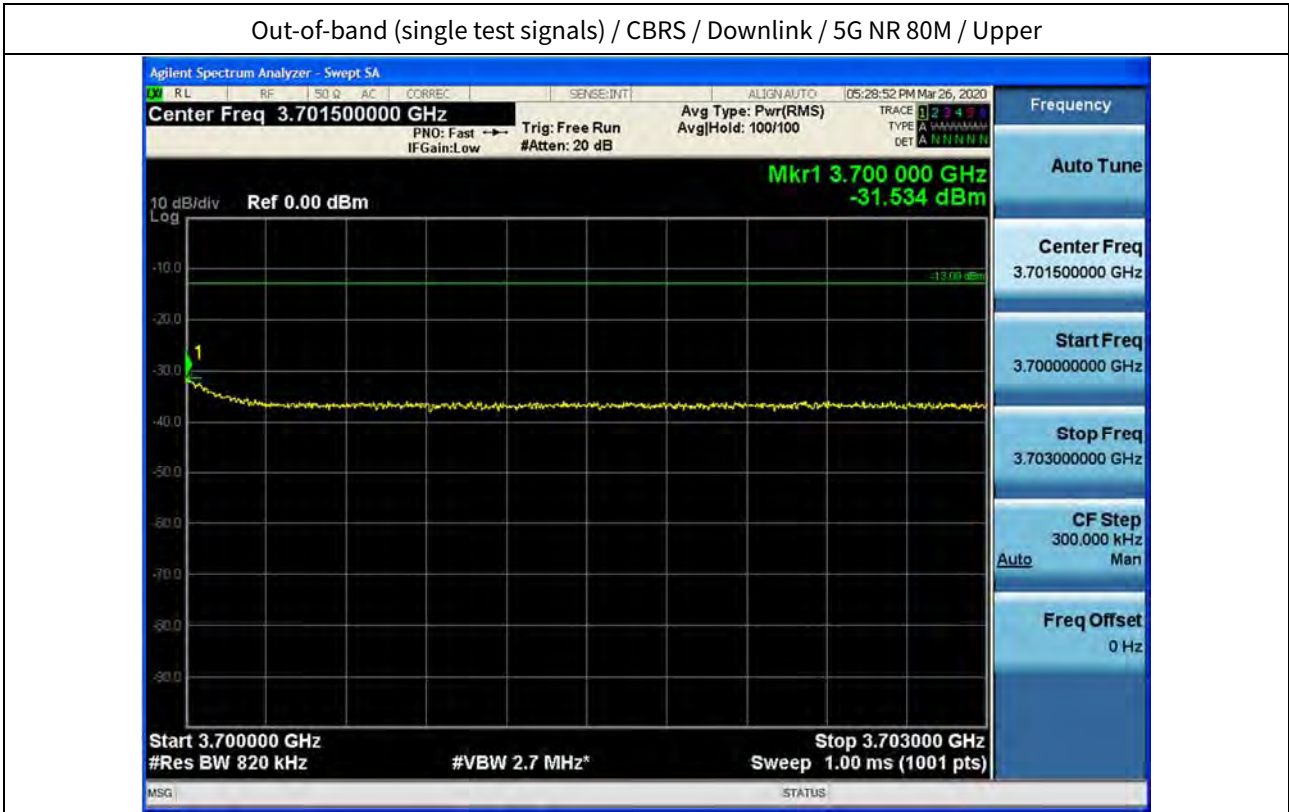 Out-of-band (single test signals) / CBRS / Downlink / 5G NR 80M / Upper
Agilent Spectrum Analyzer - Swept SA
RL RF 50 Ω AC CORREC SENSE:INT ALIGN AUTO 05:28:52 PM Mar 26, 2020
Center Freq 3.701500000 GHz
PNO: Fast
IFGain:Low
Trig: Free Run
#Atten: 20 dB
Avg Type: Pwr(RMS)
Avg|Hold: 100/100
TRACE 1 2 3 4 5 6
TYPE A
DET A N N N N N
Mkr1 3.700 000 GHz
-31.534 dBm
10 dB/div Ref 0.00 dBm
Log
-10.0
-13.00 dBm
-20.0
1
-30.0
-40.0
-50.0
-60.0
-70.0
-80.0
-90.0
Start 3.700000 GHz
Stop 3.703000 GHz
#Res BW 820 kHz
#VBW 2.7 MHz*
Sweep 1.00 ms (1001 pts)
MSG
STATUS
Frequency
Auto Tune
Center Freq
3.701500000 GHz
Start Freq
3.700000000 GHz
Stop Freq
3.703000000 GHz
CF Step
300.000 kHz
Auto Man
Freq Offset
0 Hz